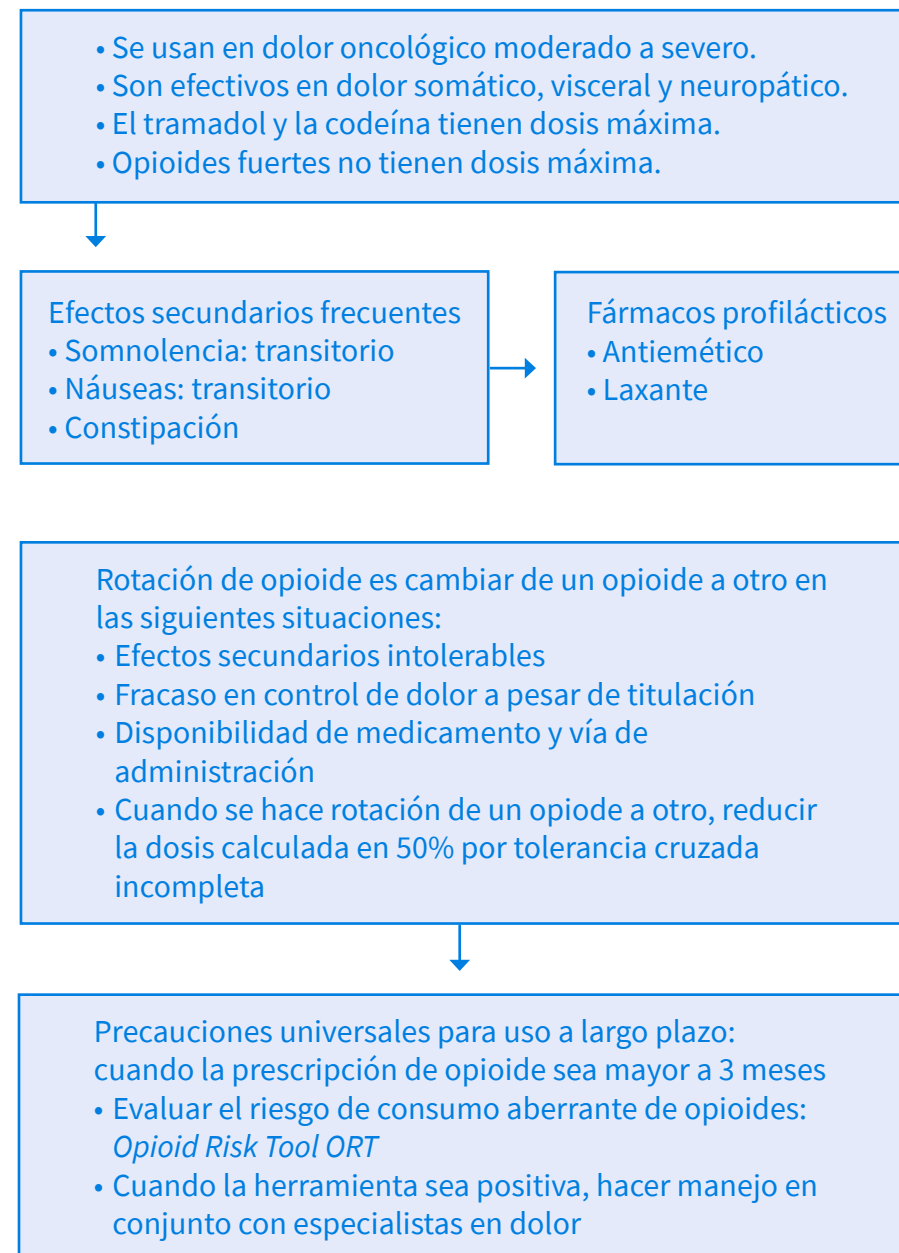 • Se usan en dolor oncológico moderado a severo.
• Son efectivos en dolor somático, visceral y neuropático.
• El tramadol y la codeína tienen dosis máxima.
• Opioides fuertes no tienen dosis máxima.
Efectos secundarios frecuentes
• Somnolencia: transitorio
• Náuseas: transitorio
• Constipación
Fármacos profilácticos
• Antiemético
• Laxante
Rotación de opioide es cambiar de un opioide a otro en
las siguientes situaciones:
• Efectos secundarios intolerables
• Fracaso en control de dolor a pesar de titulación
• Disponibilidad de medicamento y vía de
administración
• Cuando se hace rotación de un opiode a otro, reducir
la dosis calculada en 50% por tolerancia cruzada
incompleta
Precauciones universales para uso a largo plazo:
cuando la prescripción de opioide sea mayor a 3 meses
• Evaluar el riesgo de consumo aberrante de opioides:
Opioid Risk Tool ORT
• Cuando la herramienta sea positiva, hacer manejo en
conjunto con especialistas en dolor